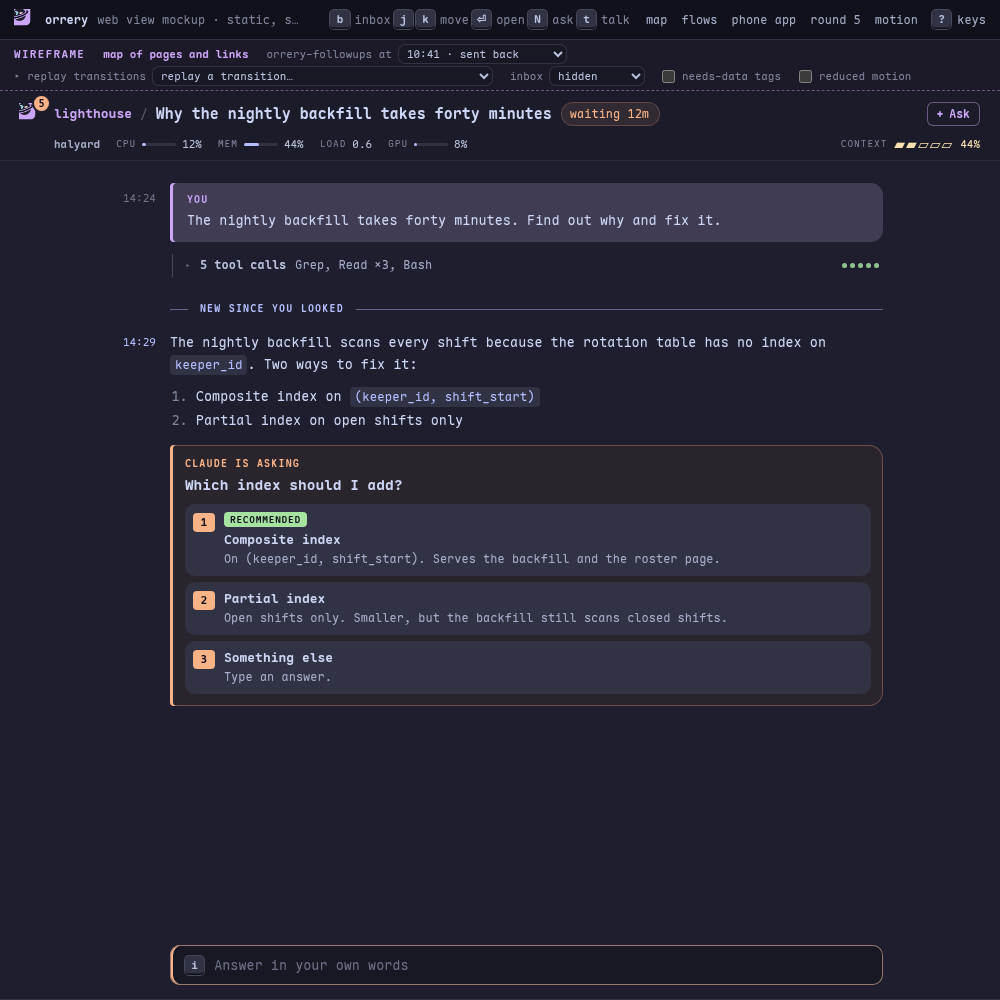 orrery web view mockup · static, s… b inbox j k move ⏎ open N ask t talk map flows phone app round 5 motion ? keys
WIREFRAME map of pages and links orrery-followups at 10:41 · sent back
▸ replay transitions replay a transition… inbox hidden needs-data tags reduced motion
5 lighthouse / Why the nightly backfill takes forty minutes waiting 12m + Ask
halyard CPU 12% MEM 44% LOAD 0.6 GPU 8% CONTEXT ▰▰▱▱▱ 44%
14:24 YOU
The nightly backfill takes forty minutes. Find out why and fix it.
▸ 5 tool calls Grep, Read ×3, Bash
NEW SINCE YOU LOOKED
14:29 The nightly backfill scans every shift because the rotation table has no index on
keeper_id. Two ways to fix it:
1. Composite index on (keeper_id, shift_start)
2. Partial index on open shifts only
CLAUDE IS ASKING
Which index should I add?
1 RECOMMENDED
Composite index
On (keeper_id, shift_start). Serves the backfill and the roster page.
2 Partial index
Open shifts only. Smaller, but the backfill still scans closed shifts.
3 Something else
Type an answer.
i Answer in your own words